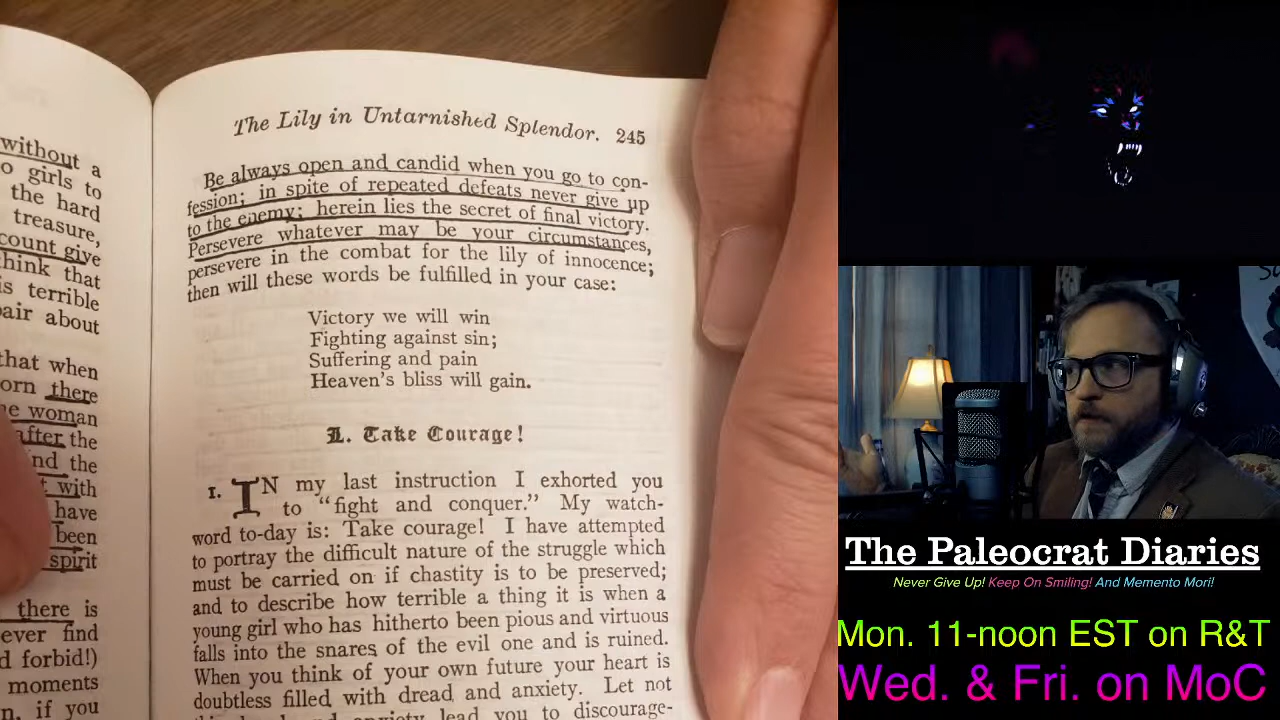 without a
o girls to
the hard
treasure,
count give
think that
is terrible
pair about
that when
orn there
e woman
after the
nd the
t with
have
been
spirit
there is
ever find
d forbid!)
moments
n, if you
The Lily in Untarnished Splendor. 245
Be always open and candid when you go to con-
fession; in spite of repeated defeats never give up
to the enemy; herein lies the secret of final victory.
Persevere whatever may be your circumstances,
persevere in the combat for the lily of innocence;
then will these words be fulfilled in your case:
Victory we will win
Fighting against sin;
Suffering and pain
Heaven's bliss will gain.
L. Take Courage!
1. IN my last instruction I exhorted you
to "fight and conquer." My watch-
word to-day is: Take courage! I have attempted
to portray the difficult nature of the struggle which
must be carried on if chastity is to be preserved;
and to describe how terrible a thing it is when a
young girl who has hitherto been pious and virtuous
falls into the snares of the evil one and is ruined.
When you think of your own future your heart is
doubtless filled with dread and anxiety. Let not
anxiety lead you to discourage-
The Paleocrat Diaries
Never Give Up! Keep On Smiling! And Memento Mori!
Mon. 11-noon EST on R&T
Wed. & Fri. on MoC